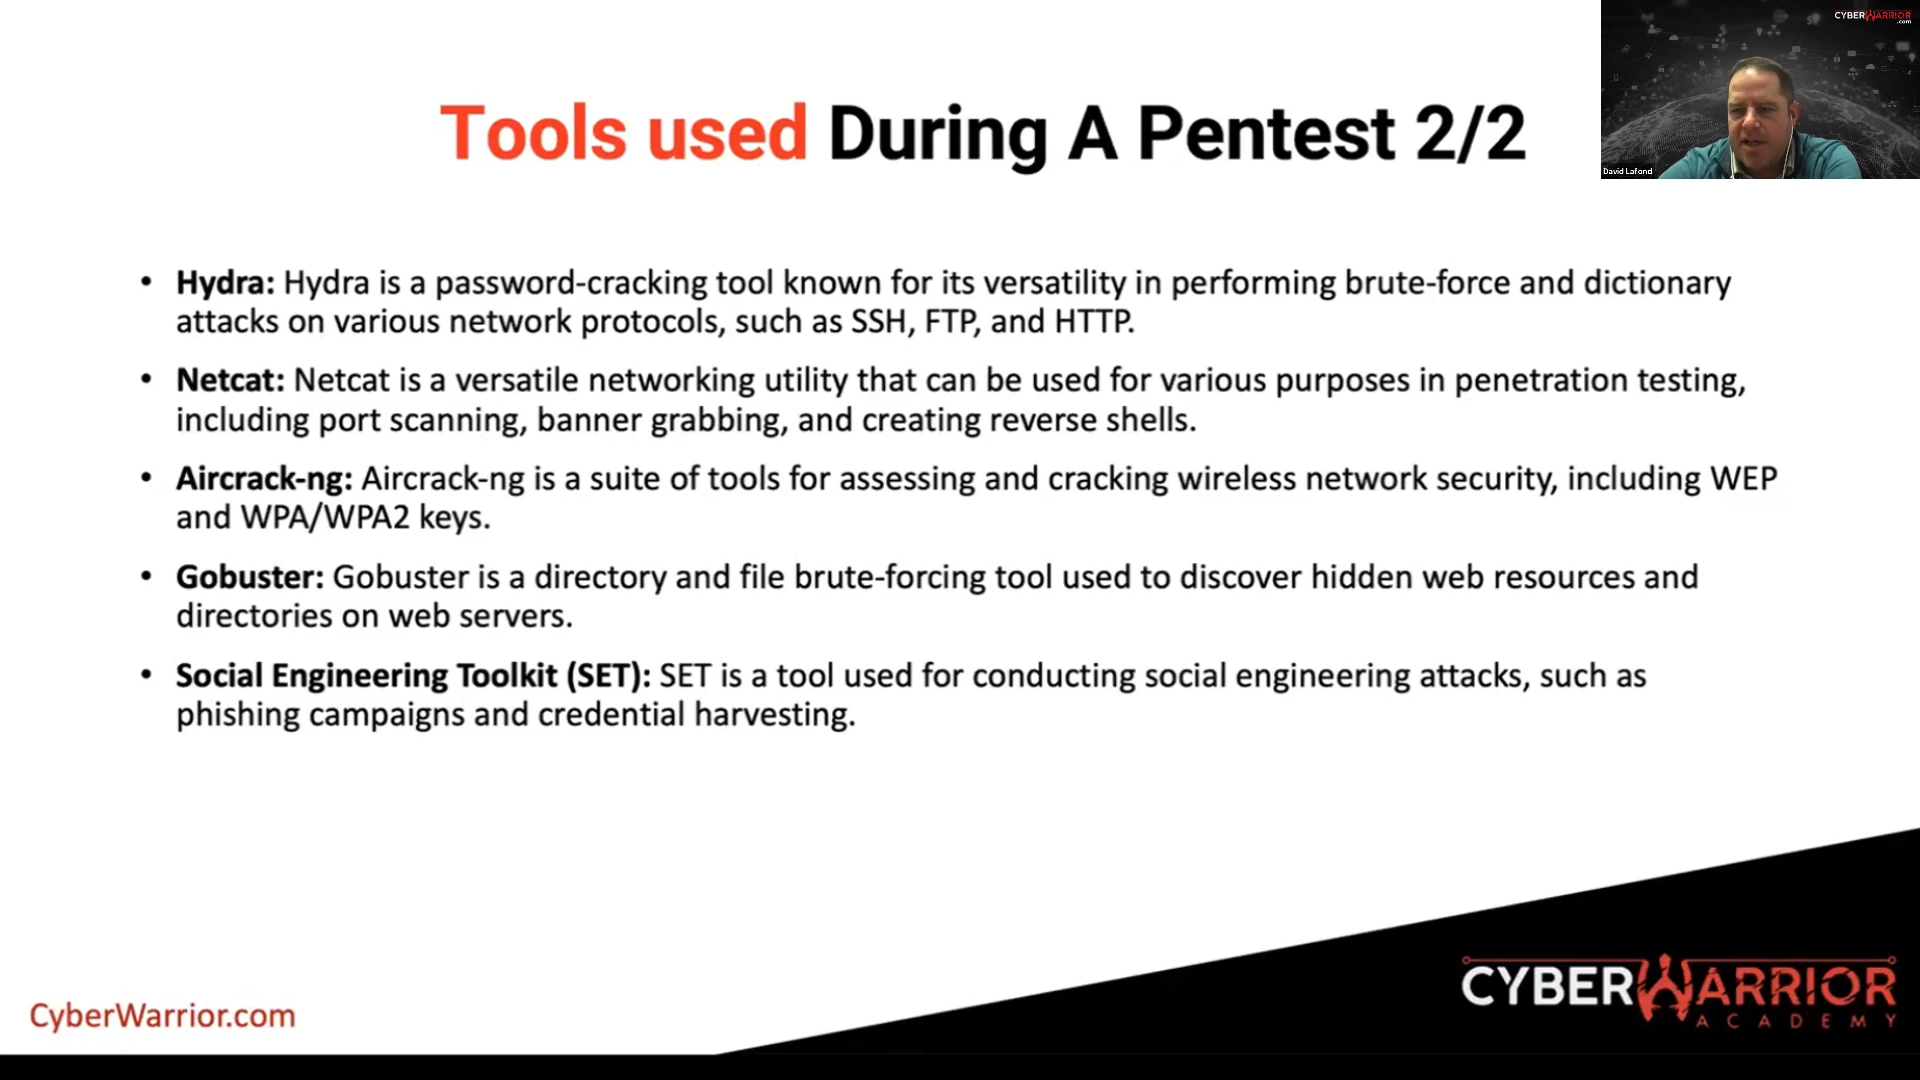 CYBERWARRIOR
.com
David Lafond
Tools used During A Pentest 2/2
• Hydra: Hydra is a password-cracking tool known for its versatility in performing brute-force and dictionary
attacks on various network protocols, such as SSH, FTP, and HTTP.
• Netcat: Netcat is a versatile networking utility that can be used for various purposes in penetration testing,
including port scanning, banner grabbing, and creating reverse shells.
• Aircrack-ng: Aircrack-ng is a suite of tools for assessing and cracking wireless network security, including WEP
and WPA/WPA2 keys.
• Gobuster: Gobuster is a directory and file brute-forcing tool used to discover hidden web resources and
directories on web servers.
• Social Engineering Toolkit (SET): SET is a tool used for conducting social engineering attacks, such as
phishing campaigns and credential harvesting.
CyberWarrior.com
CYBERWARRIOR
ACADEMY